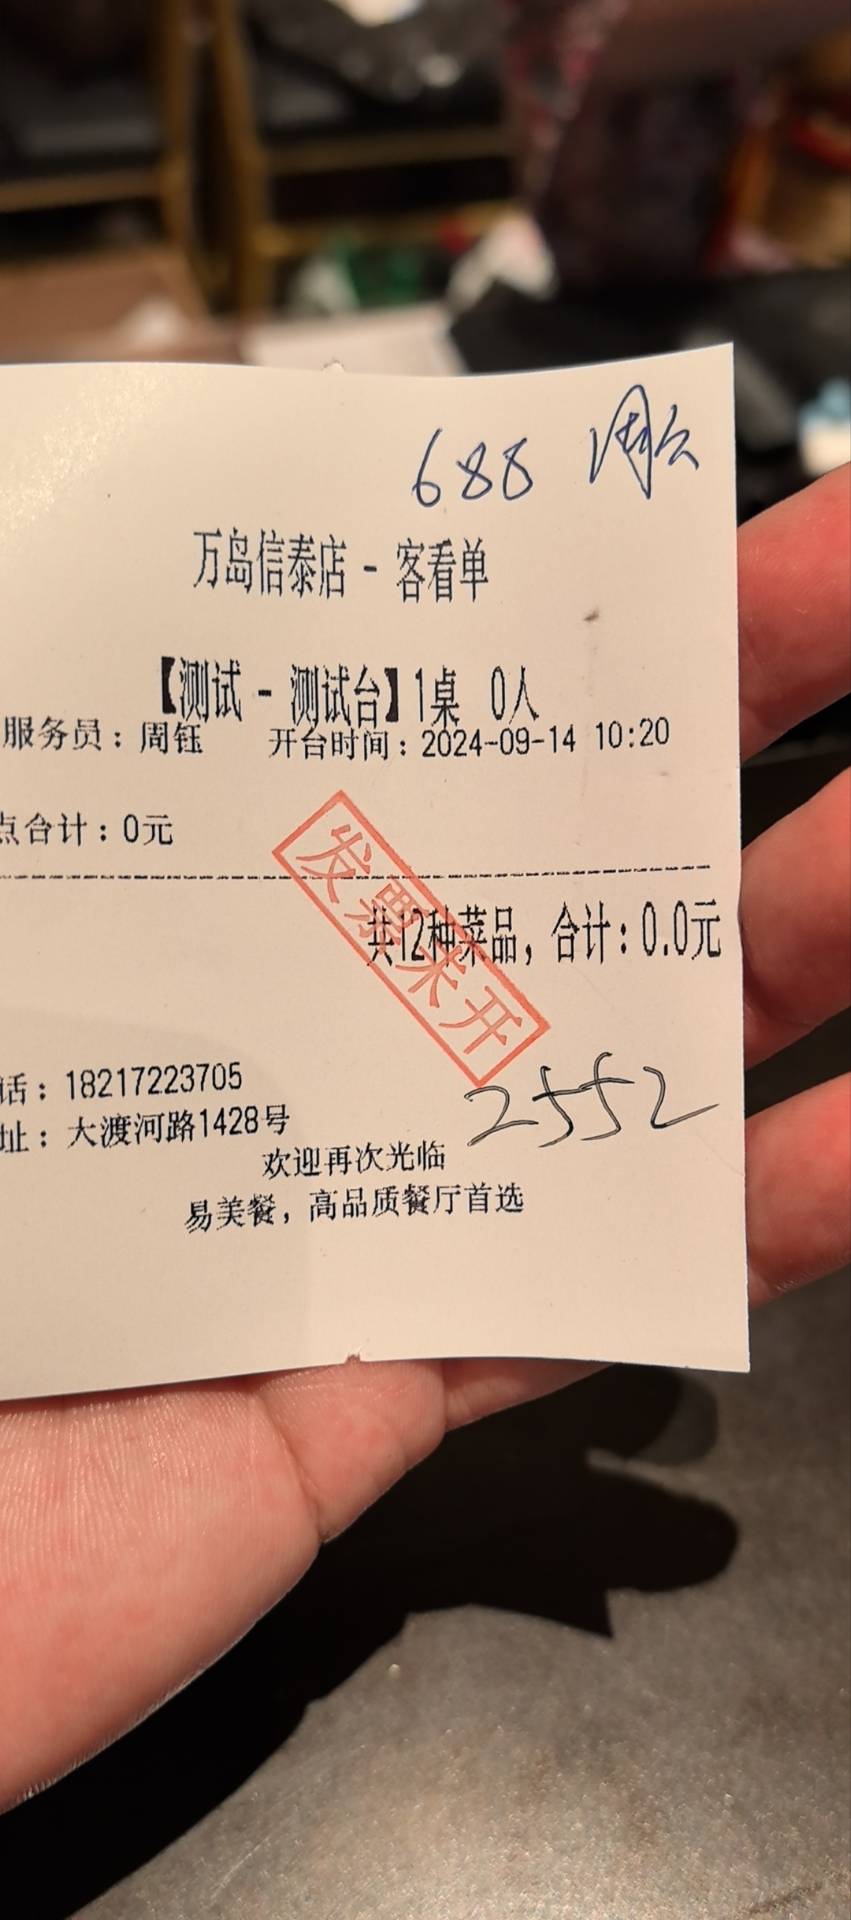 688 周
万岛信泰店 - 客看单
【测试 - 测试台】1桌 0人
服务员：周钰 开台时间：2024-09-14 10:20
点合计：0元
发票未开
共12种菜品，合计：0.0元
2552
话：18217223705
址：大渡河路1428号
欢迎再次光临
易美餐，高品质餐厅首选